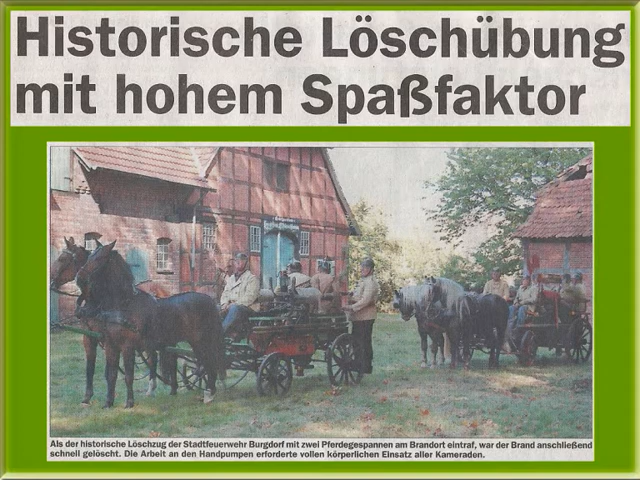 Historische Löschübung
mit hohem Spaßfaktor
Als der historische Löschzug der Stadtfeuerwehr Burgdorf mit zwei Pferdegespannen am Brandort eintraf, war der Brand anschließend
schnell gelöscht. Die Arbeit an den Handpumpen erforderte vollen körperlichen Einsatz aller Kameraden.